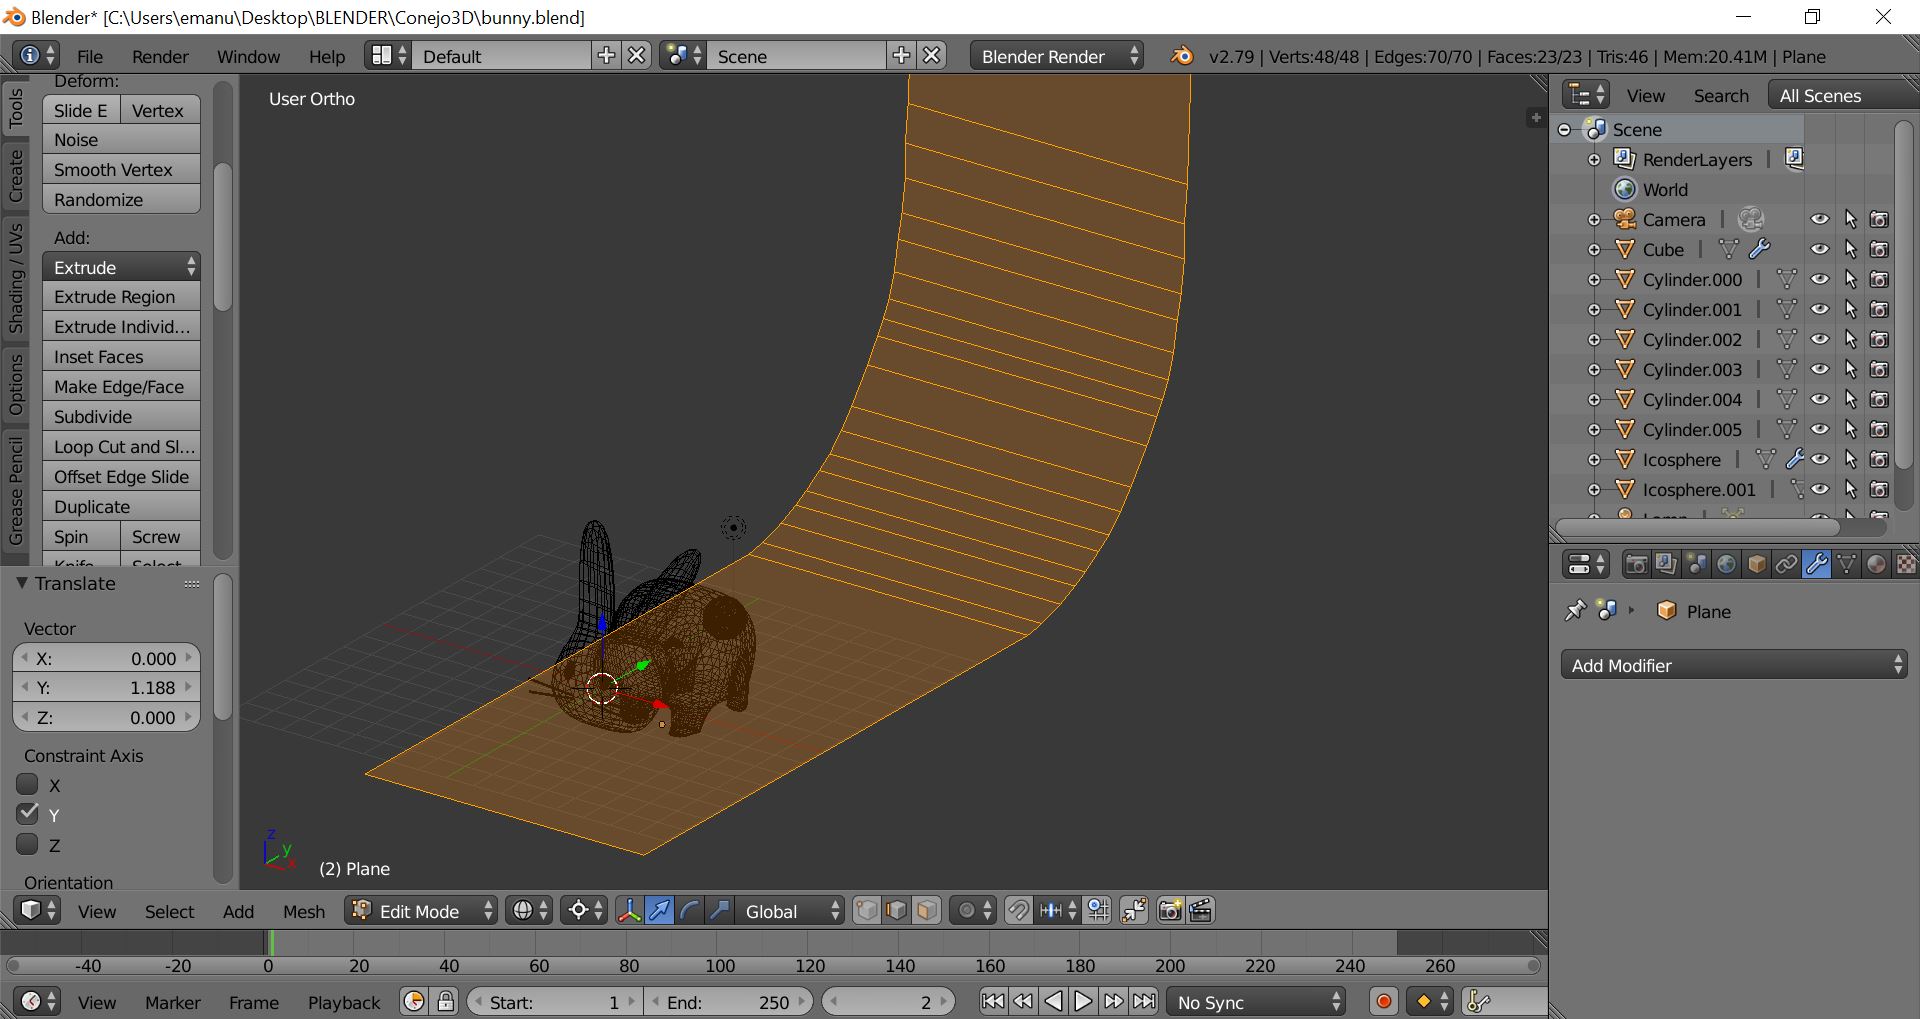 Blender* [C:\Users\emanu\Desktop\BLENDER\Conejo3D\bunny.blend]
File Render Window Help Default Scene Blender Render v2.79 | Verts:48/48 | Edges:70/70 | Faces:23/23 | Tris:46 | Mem:20.41M | Plane
Tools
Create
Shading / UVs
Options
Grease Pencil
Deform:
Slide E Vertex
Noise
Smooth Vertex
Randomize
Add:
Extrude
Extrude Region
Extrude Individ...
Inset Faces
Make Edge/Face
Subdivide
Loop Cut and Sl...
Offset Edge Slide
Duplicate
Spin Screw
Knife Select
Translate
Vector
X: 0.000
Y: 1.188
Z: 0.000
Constraint Axis
X
Y
Z
Orientation
User Ortho
z
y
x
(2) Plane
View Search All Scenes
Scene
RenderLayers |
World
Camera |
Cube |
Cylinder.000 |
Cylinder.001 |
Cylinder.002 |
Cylinder.003 |
Cylinder.004 |
Cylinder.005 |
Icosphere |
Icosphere.001 |
Lamp
Plane
Add Modifier
View Select Add Mesh Edit Mode Global
-40 -20 0 20 40 60 80 100 120 140 160 180 200 220 240 260
View Marker Frame Playback Start: 1 End: 250 2 No Sync